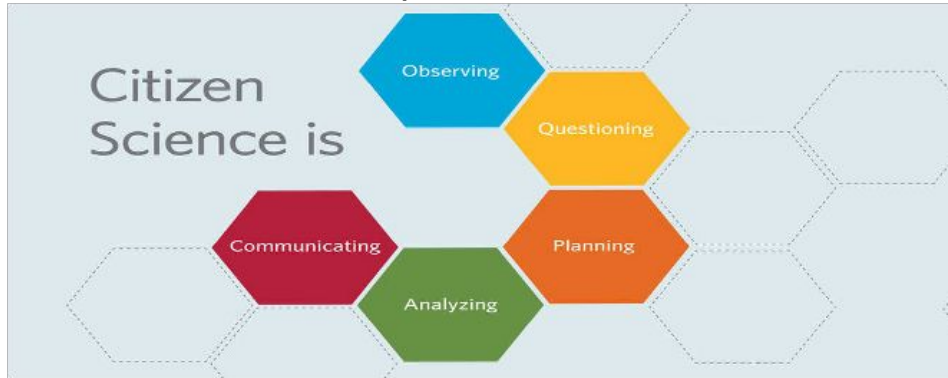 Citizen
Science is
Observing
Questioning
Planning
Analyzing
Communicating